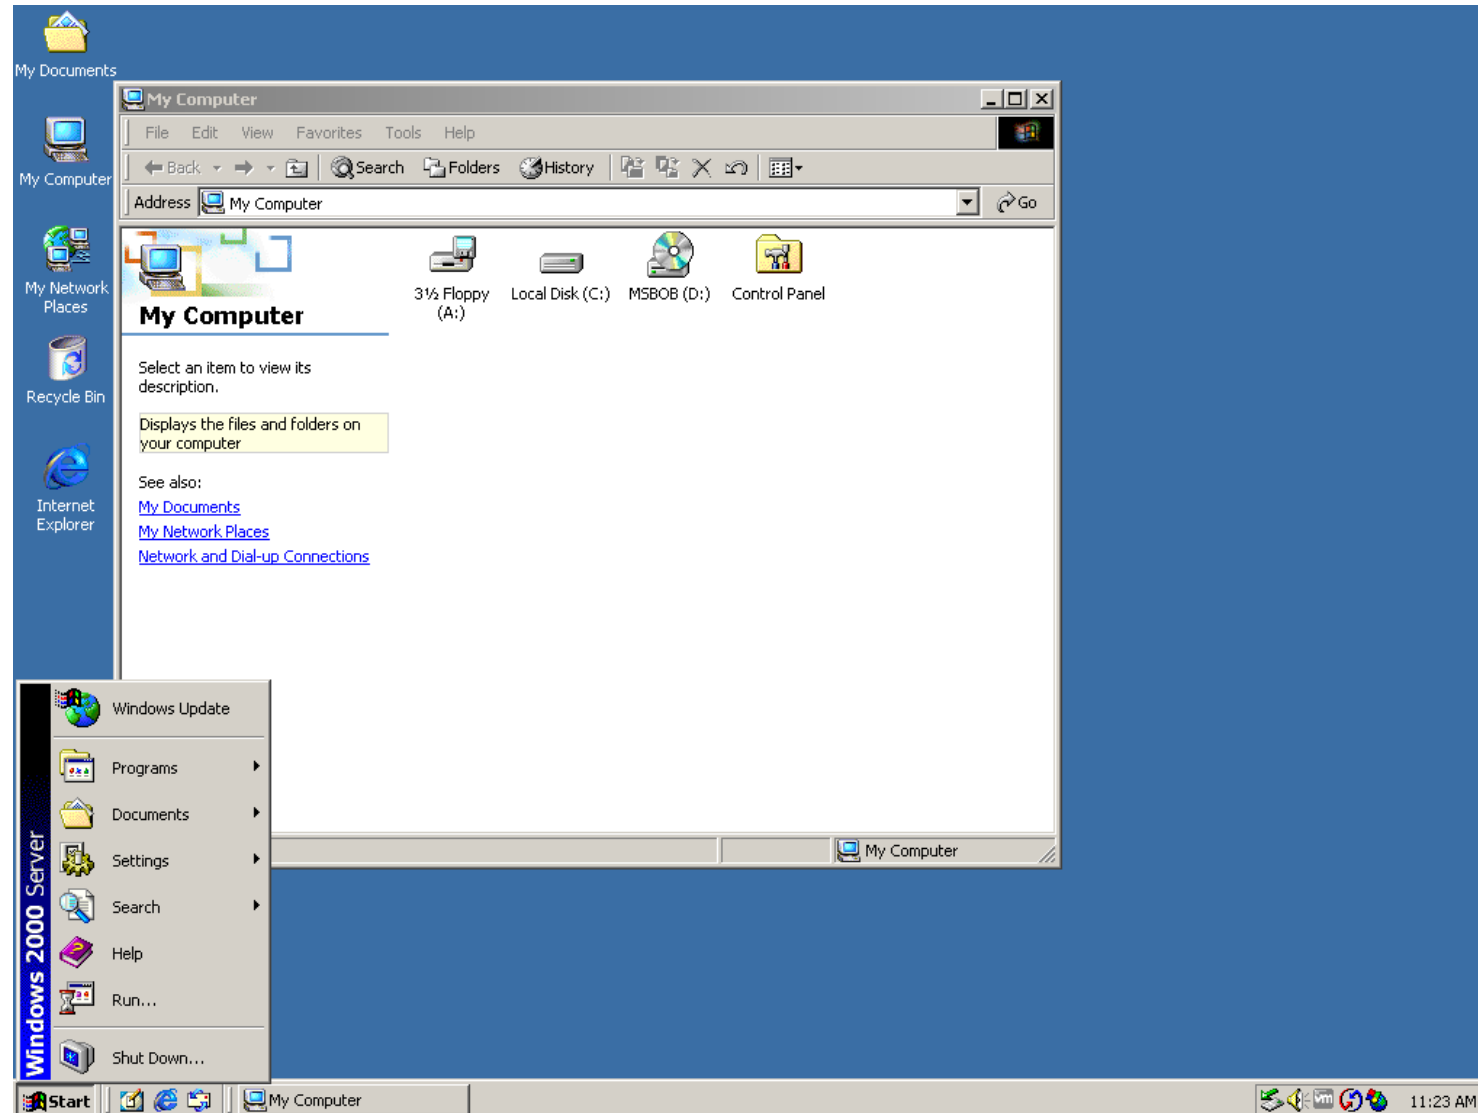 My Documents
My Computer
My Network
Places
Recycle Bin
Internet
Explorer
My Computer
File Edit View Favorites Tools Help
Back Search Folders History
Address My Computer Go
My Computer
Select an item to view its
description.
Displays the files and folders on
your computer
See also:
My Documents
My Network Places
Network and Dial-up Connections
3½ Floppy
(A:)
Local Disk (C:)
MSBOB (D:)
Control Panel
My Computer
Windows 2000 Server
Windows Update
Programs
Documents
Settings
Search
Help
Run...
Shut Down...
Start
My Computer
vm
11:23 AM